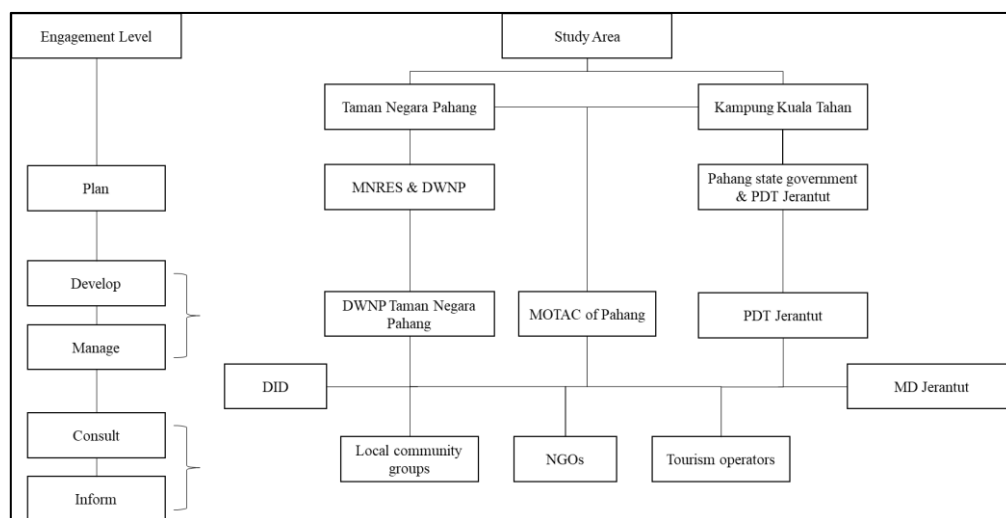 Engagement Level
Study Area
Taman Negara Pahang
Kampung Kuala Tahan
Plan
MNRES & DWNP
Pahang state government
& PDT Jerantut
Develop
DWNP Taman Negara
Pahang
MOTAC of Pahang
PDT Jerantut
Manage
DID
MD Jerantut
Consult
Local community
groups
NGOs
Tourism operators
Inform